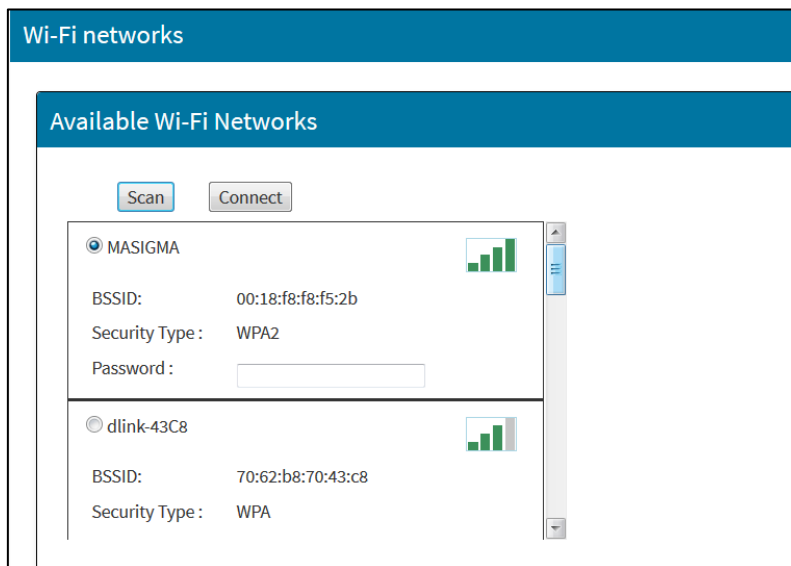 Wi-Fi networks
Available Wi-Fi Networks
Scan Connect
MASIGMA
BSSID: 00:18:f8:f8:f5:2b
Security Type : WPA2
Password :
dlink-43C8
BSSID: 70:62:b8:70:43:c8
Security Type : WPA